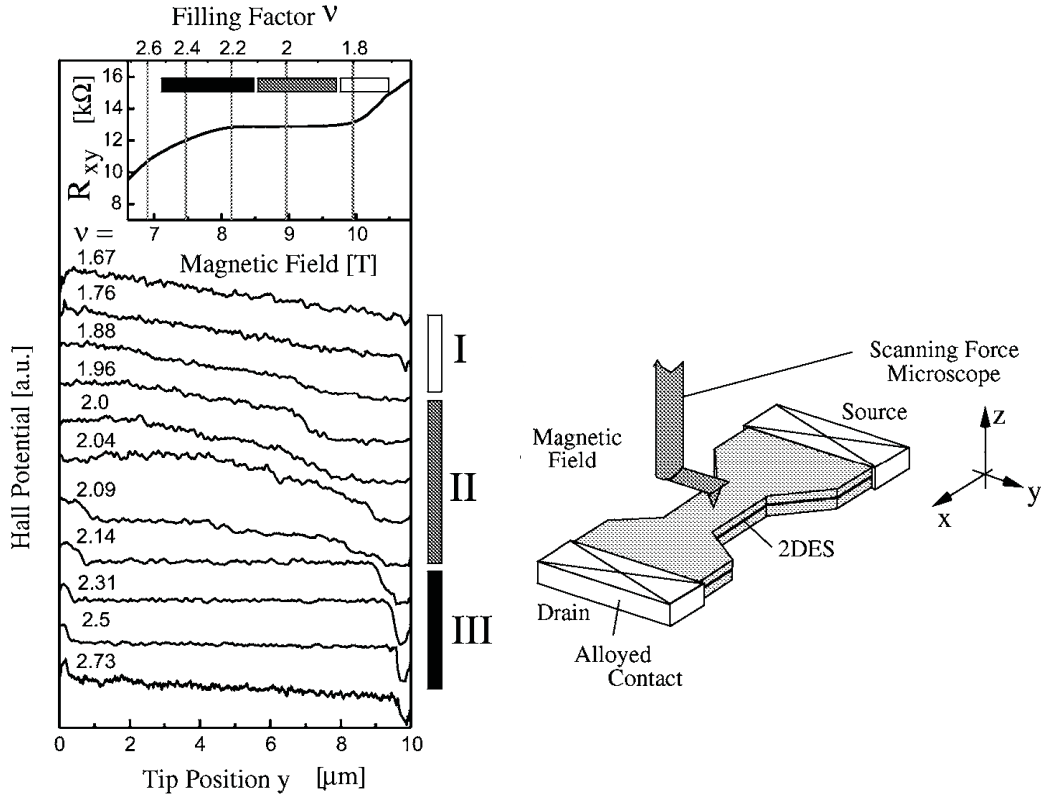 Filling Factor ν
2.6 2.4 2.2 2 1.8
16
14
12
10
8
R_xy [kΩ]
7 8 9 10
Magnetic Field [T]
ν =
1.67
1.76
1.88
1.96
2.0
2.04
2.09
2.14
2.31
2.5
2.73
I
II
III
Hall Potential [a.u.]
0 2 4 6 8 10
Tip Position y [μm]
Scanning Force
Microscope
Source
Magnetic
Field
z
y
x
2DES
Drain
Alloyed
Contact